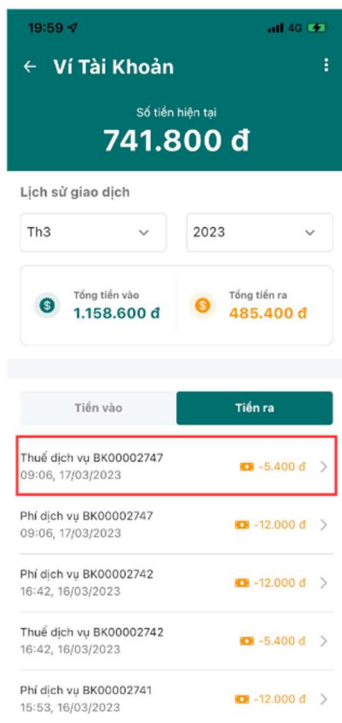 19:59
4G
Ví Tài Khoản
Số tiền hiện tại
741.800 đ
Lịch sử giao dịch
Th3
2023
Tổng tiền vào
1.158.600 đ
Tổng tiền ra
485.400 đ
Tiền vào
Tiền ra
Thuế dịch vụ BK00002747
-5.400 đ
09:06, 17/03/2023
Phí dịch vụ BK00002747
-12.000 đ
09:06, 17/03/2023
Phí dịch vụ BK00002742
-12.000 đ
16:42, 16/03/2023
Thuế dịch vụ BK00002742
-5.400 đ
16:42, 16/03/2023
Phí dịch vụ BK00002741
-12.000 đ
15:53, 16/03/2023